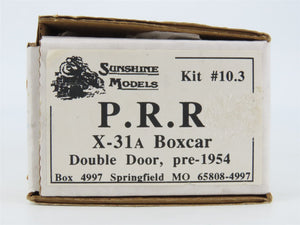 Sunshine Models
Kit #10.3
P.R.R
X-31A Boxcar
Double Door, pre-1954
Box 4997 Springfield MO 65808-4997